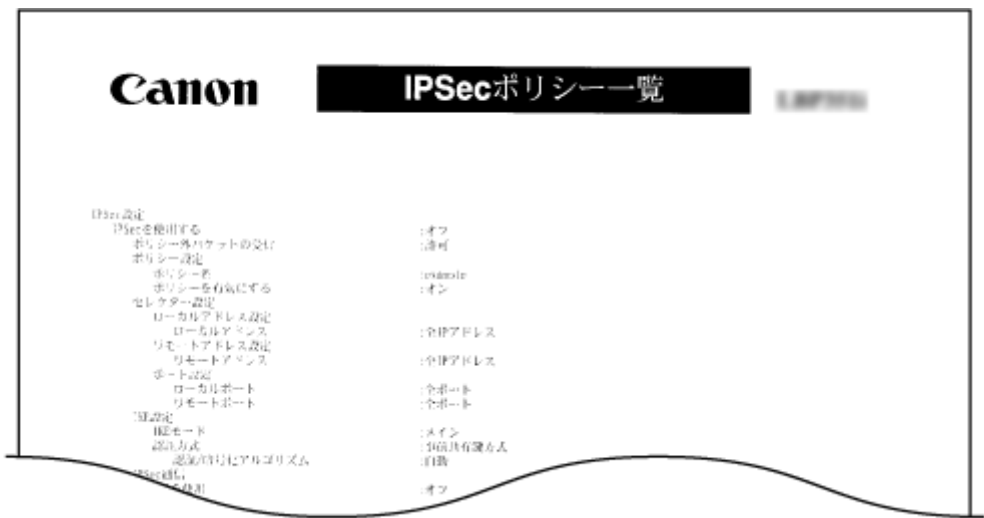 Canon
IPSecポリシー一覧
IPSec設定
IPSecを使用する :オフ
ポリシー外パケットの受信 :許可
ポリシー設定
ポリシー名 :example
ポリシーを有効にする :オン
セレクター設定
ローカルアドレス設定
ローカルアドレス :全IPアドレス
リモートアドレス設定
リモートアドレス :全IPアドレス
ポート設定
ローカルポート :全ポート
リモートポート :全ポート
IKE設定
IKEモード :メイン
認証方式 :事前共有鍵方式
認証/暗号化アルゴリズム :自動
IPSec通信
使用 :オフ